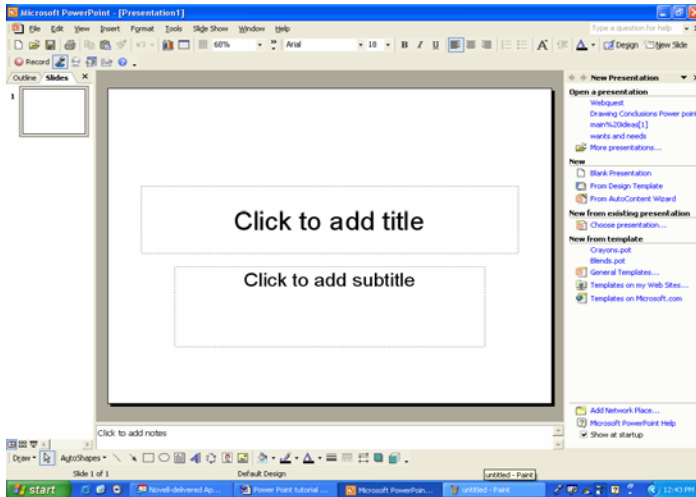 Microsoft PowerPoint - [Presentation1]
File Edit View Insert Format Tools Slide Show Window Help
Type a question for help
60% Arial 18 B I U A A Design New Slide
Record
Outline Slides New Presentation
1
Open a presentation
Webquest
Drawing Conclusions Power poin
main%20ideas[1]
wants and needs
More presentations...
New
Blank Presentation
From Design Template
From AutoContent Wizard
New from existing presentation
Choose presentation...
New from template
Crayons.pot
Blends.pot
General Templates...
Templates on my Web Sites...
Templates on Microsoft.com
Click to add title
Click to add subtitle
Add Network Place...
Microsoft PowerPoint Help
Show at startup
Click to add notes
Draw AutoShapes
Slide 1 of 1 Default Design
untitled - Paint
start Novell-delivered Ap... Power Point tutorial ... Microsoft PowerPoin... untitled - Paint 12:43 PM